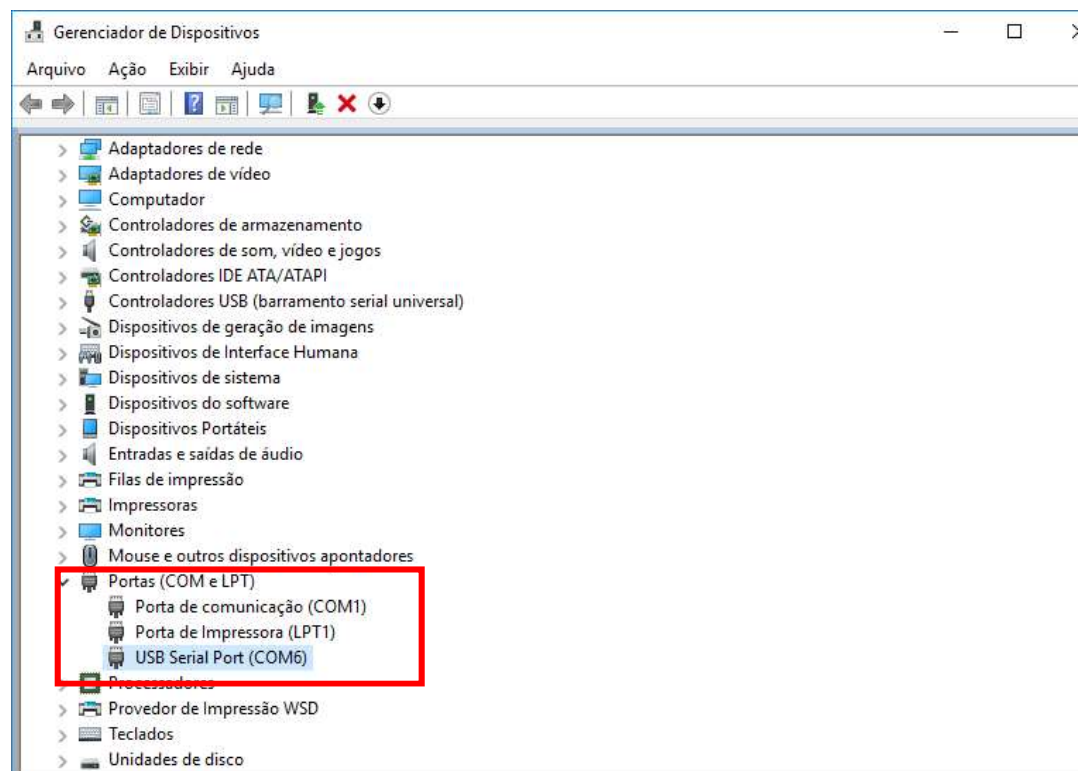 Gerenciador de Dispositivos
Arquivo Ação Exibir Ajuda
Adaptadores de rede
Adaptadores de vídeo
Computador
Controladores de armazenamento
Controladores de som, vídeo e jogos
Controladores IDE ATA/ATAPI
Controladores USB (barramento serial universal)
Dispositivos de geração de imagens
Dispositivos de Interface Humana
Dispositivos de sistema
Dispositivos do software
Dispositivos Portáteis
Entradas e saídas de áudio
Filas de impressão
Impressoras
Monitores
Mouse e outros dispositivos apontadores
Portas (COM e LPT)
Porta de comunicação (COM1)
Porta de Impressora (LPT1)
USB Serial Port (COM6)
Processadores
Provedor de Impressão WSD
Teclados
Unidades de disco